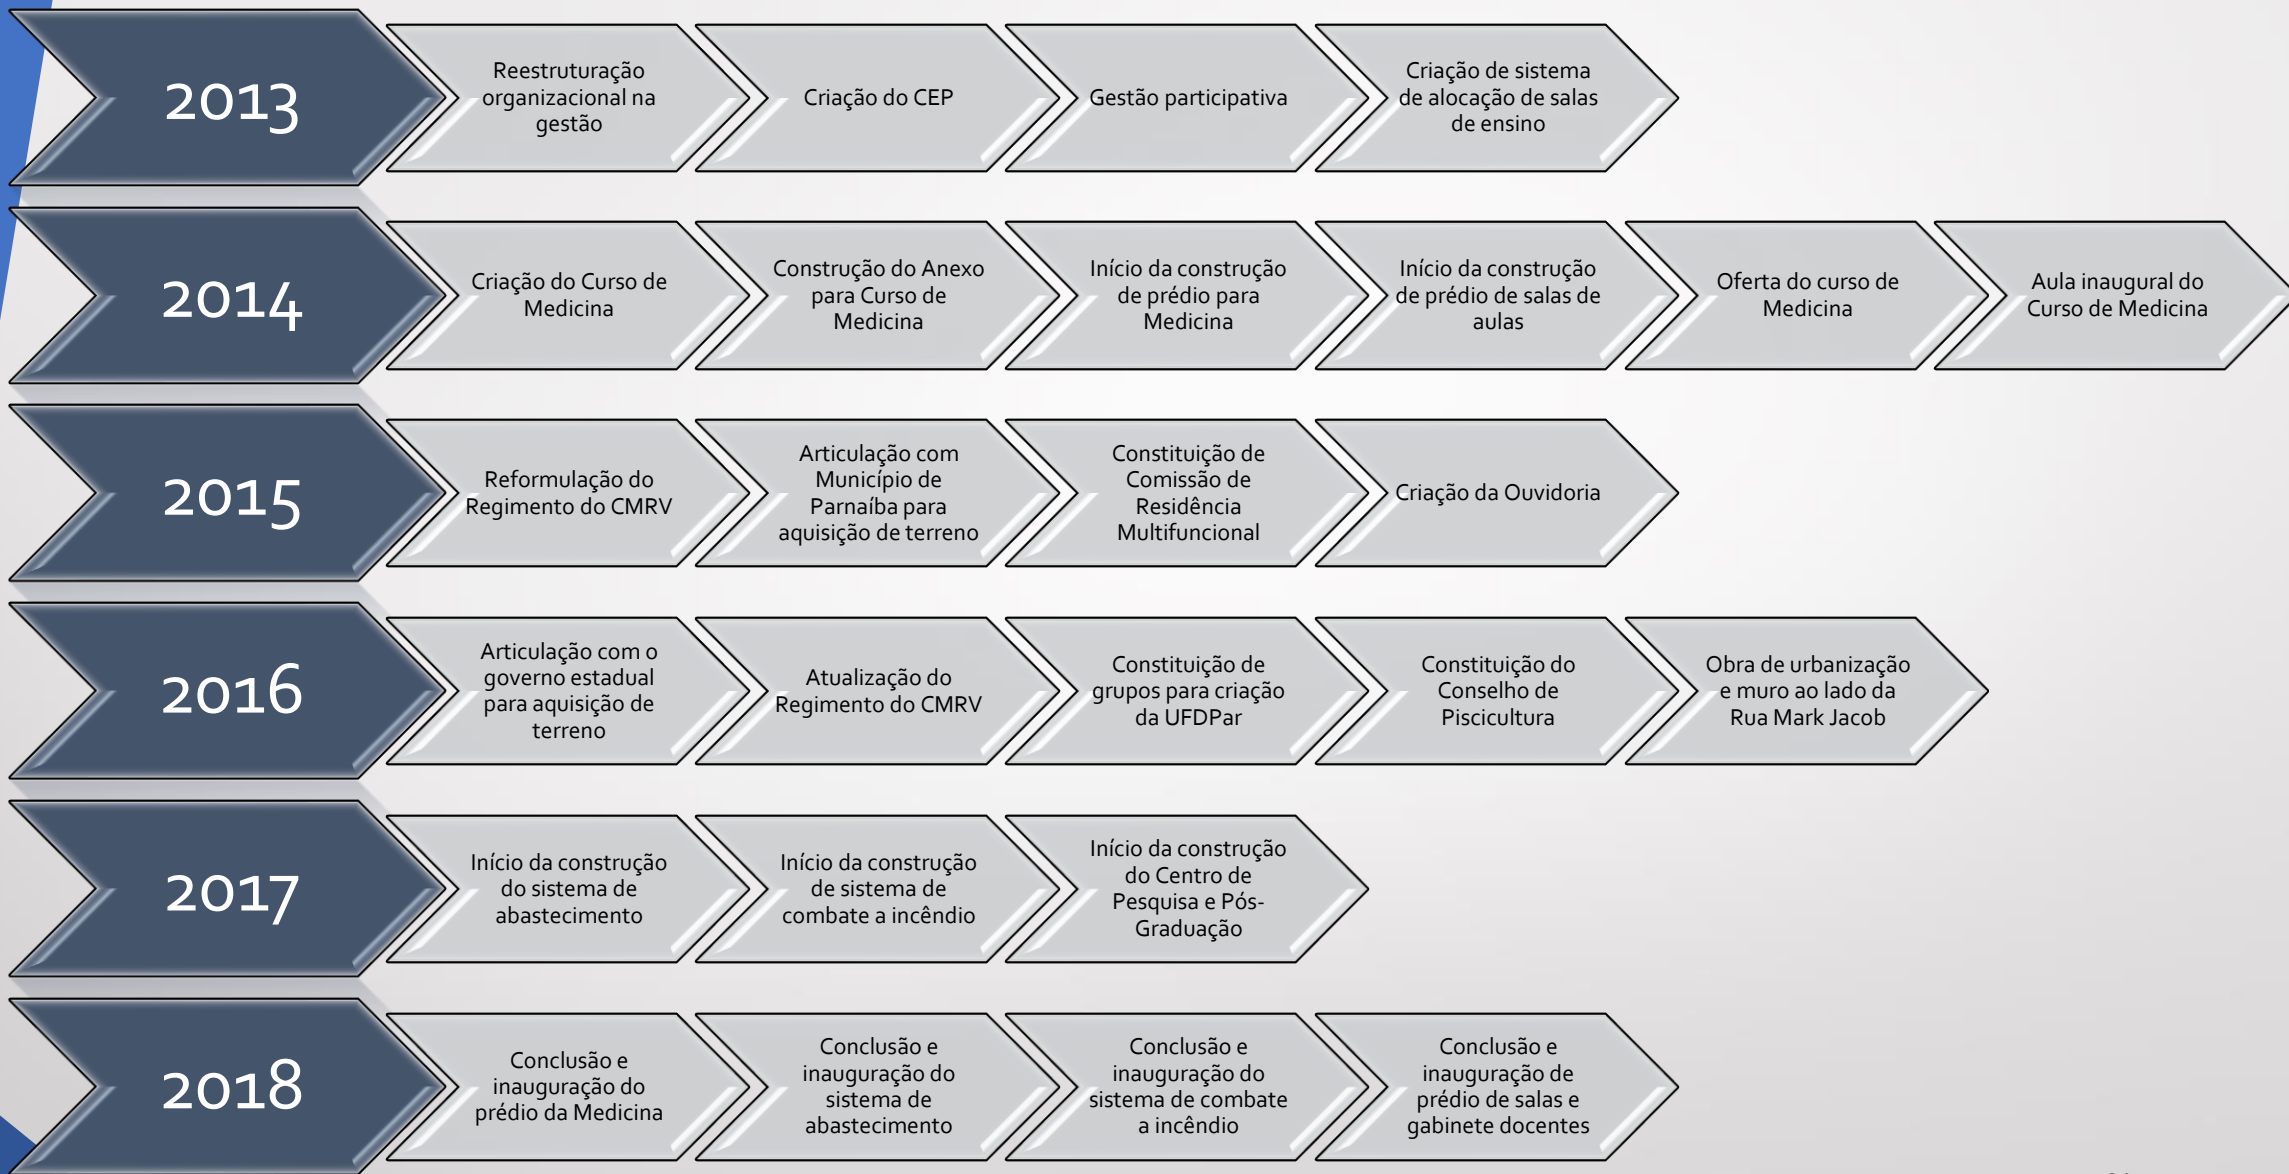 2013
Reestruturação
organizacional na
gestão
Criação do CEP
Gestão participativa
Criação de sistema
de alocação de salas
de ensino
2014
Criação do Curso de
Medicina
Construção do Anexo
para Curso de
Medicina
Início da construção
de prédio para
Medicina
Início da construção
de prédio de salas de
aulas
Oferta do curso de
Medicina
Aula inaugural do
Curso de Medicina
2015
Reformulação do
Regimento do CMRV
Articulação com
Município de
Parnaíba para
aquisição de terreno
Constituição de
Comissão de
Residência
Multifuncional
Criação da Ouvidoria
2016
Articulação com o
governo estadual
para aquisição de
terreno
Atualização do
Regimento do CMRV
Constituição de
grupos para criação
da UFDPar
Constituição do
Conselho de
Piscicultura
Obra de urbanização
e muro ao lado da
Rua Mark Jacob
2017
Início da construção
do sistema de
abastecimento
Início da construção
de sistema de
combate a incêndio
Início da construção
do Centro de
Pesquisa e Pós-
Graduação
2018
Conclusão e
inauguração do
prédio da Medicina
Conclusão e
inauguração do
sistema de
abastecimento
Conclusão e
inauguração do
sistema de combate
a incêndio
Conclusão e
inauguração de
prédio de salas e
gabinete docentes